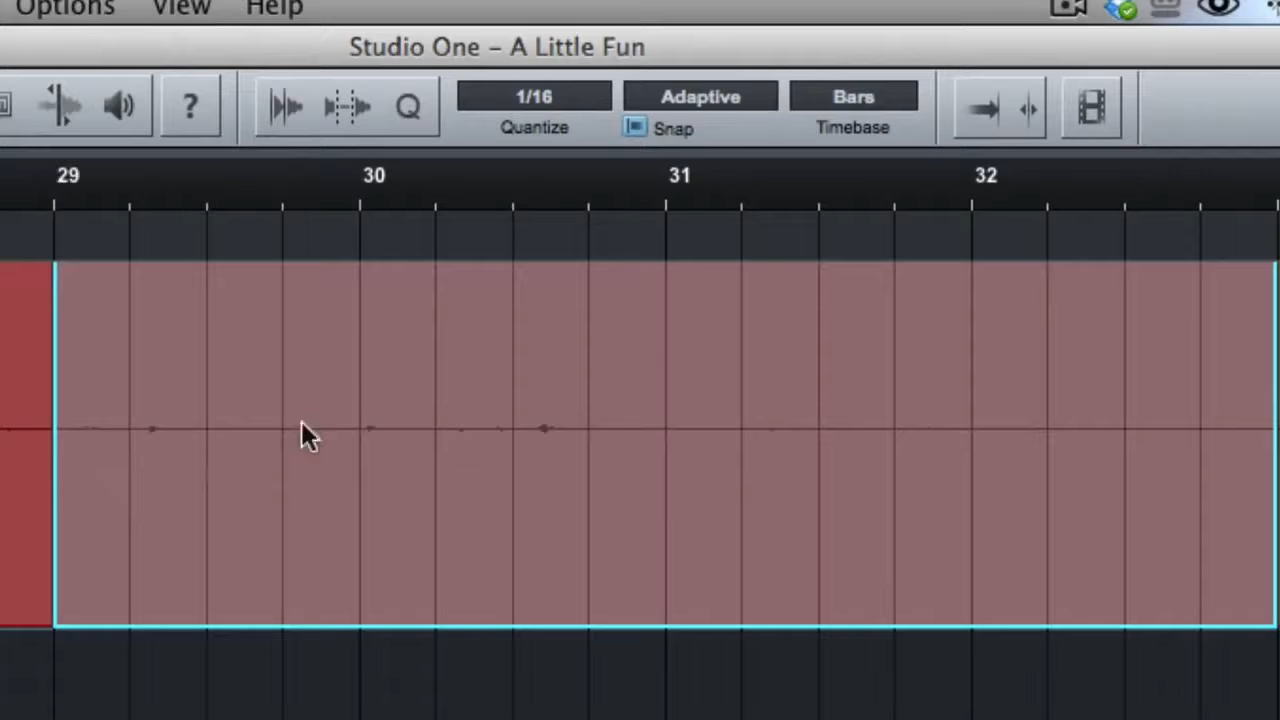 Options View Help
Studio One – A Little Fun
? Q 1/16 Adaptive Bars
Quantize Snap Timebase
29 30 31 32